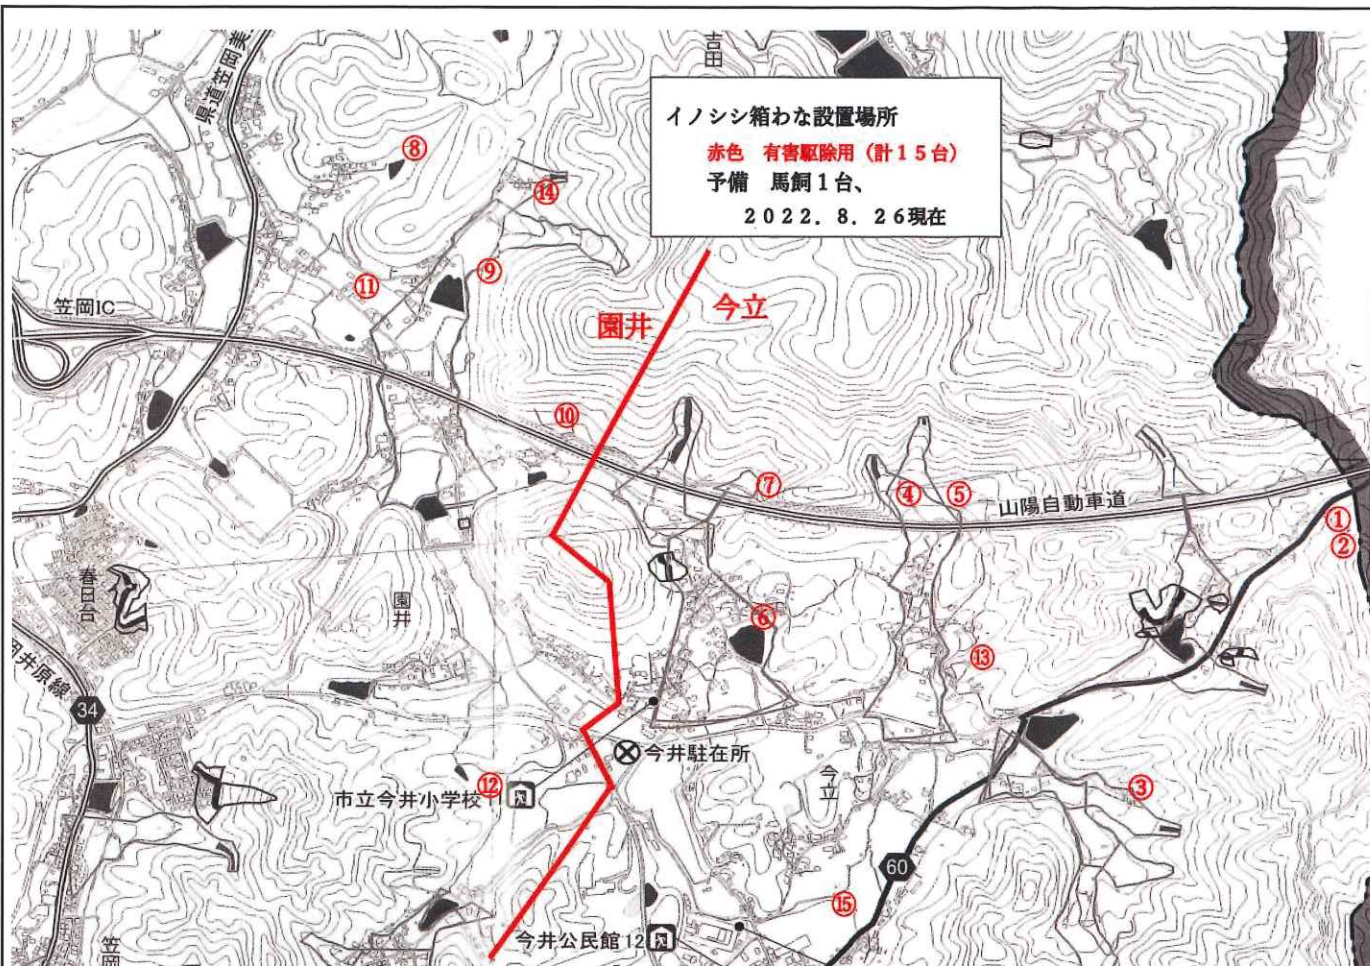 吉田
県道笠岡美
イノシシ箱わな設置場所
赤色 有害駆除用(計15台)
予備 馬飼1台、
2022.8.26現在
⑧
⑭
⑨
⑪
笠岡IC
園井
今立
⑩
⑦
④
⑤
山陽自動車道
①
②
春日台
園井
⑥
⑬
井原線
34
今井駐在所
⑫
市立今井小学校11
今立
③
60
⑮
今井公民館12
笠岡